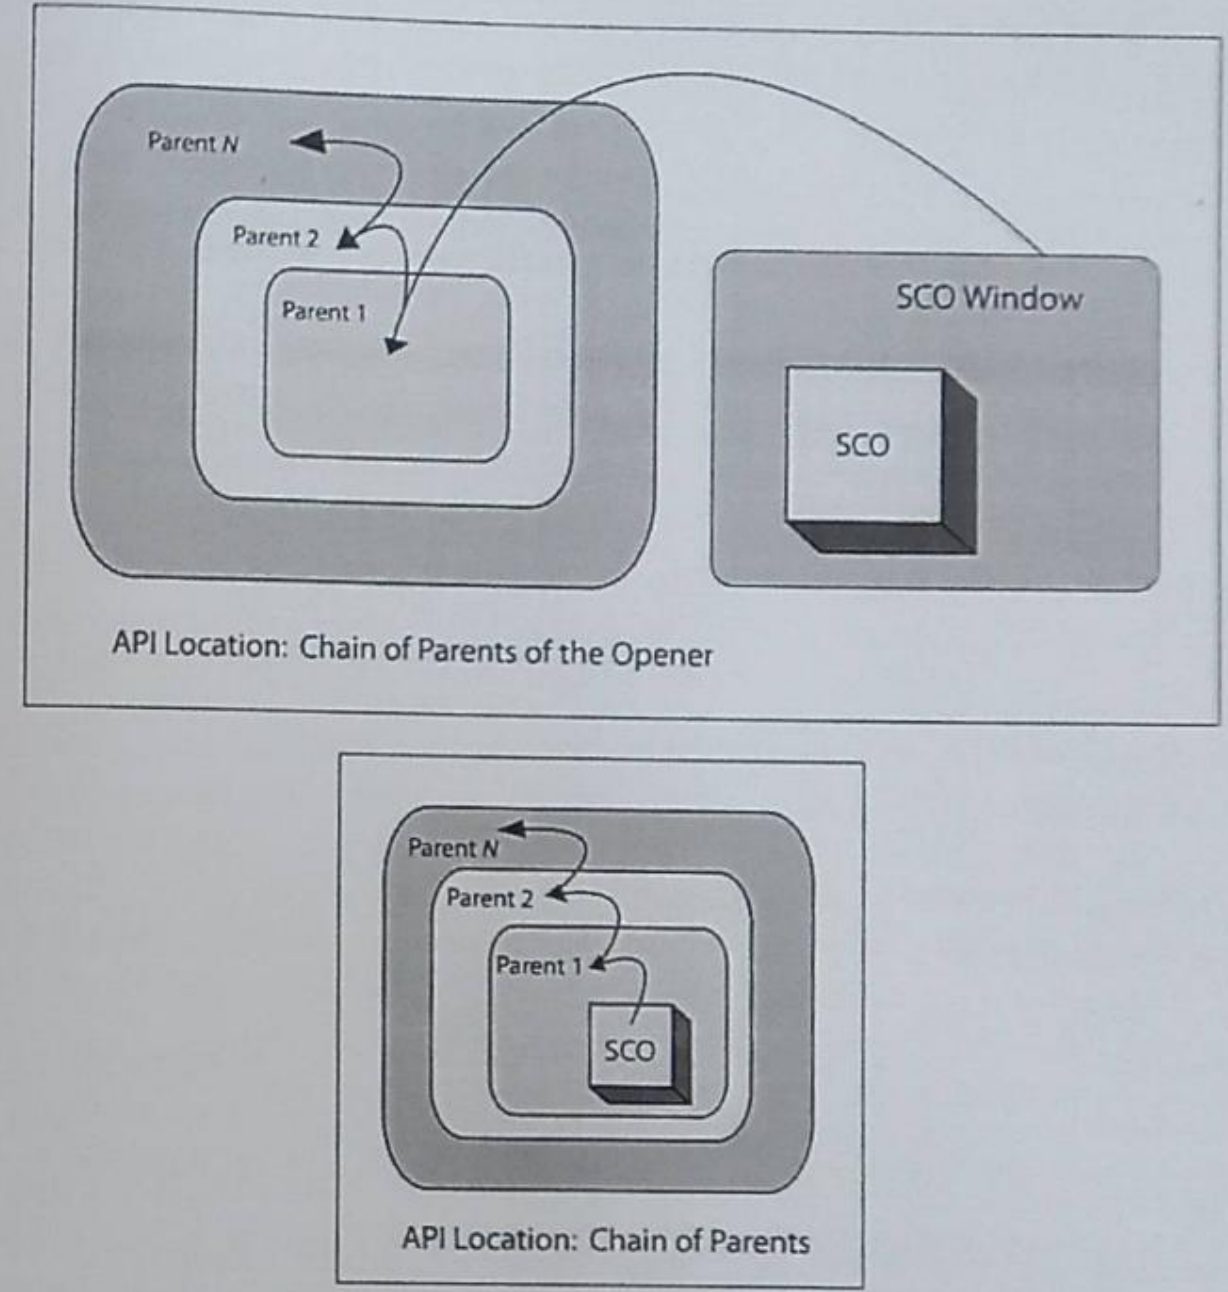 Parent N
Parent 2
Parent 1
SCO Window
SCO
API Location: Chain of Parents of the Opener
Parent N
Parent 2
Parent 1
SCO
API Location: Chain of Parents